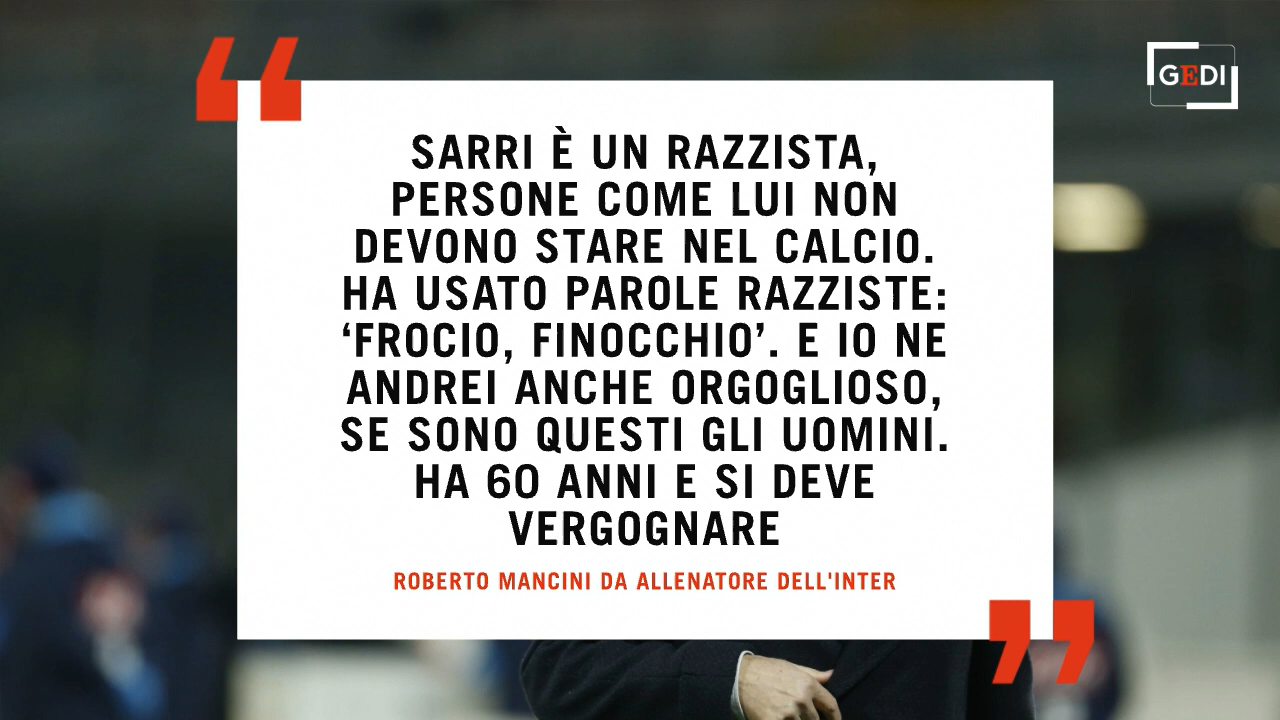 GEDI
SARRI È UN RAZZISTA,
PERSONE COME LUI NON
DEVONO STARE NEL CALCIO.
HA USATO PAROLE RAZZISTE:
‘FROCIO, FINOCCHIO’. E IO NE
ANDREI ANCHE ORGOGLIOSO,
SE SONO QUESTI GLI UOMINI.
HA 60 ANNI E SI DEVE
VERGOGNARE
ROBERTO MANCINI DA ALLENATORE DELL'INTER